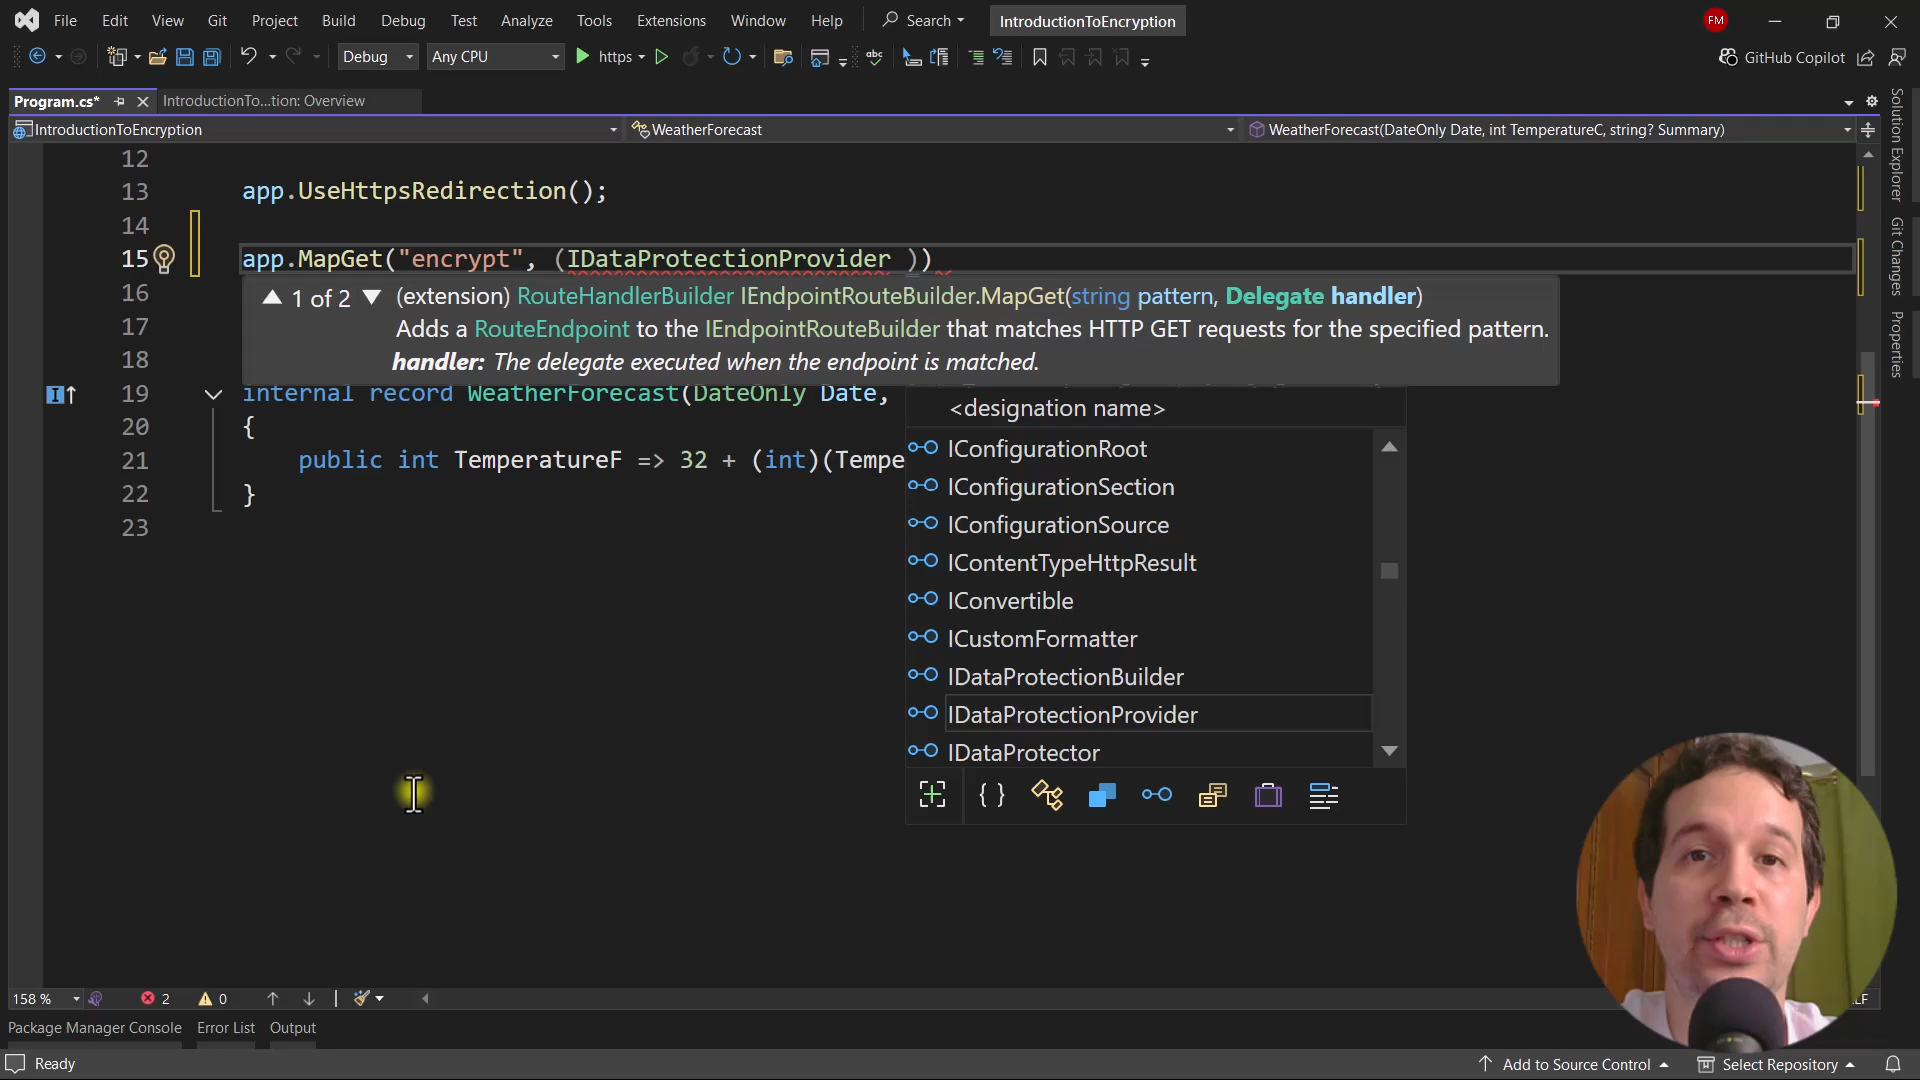 File Edit View Git Project Build Debug Test Analyze Tools Extensions Window Help Search IntroductionToEncryption FM
Debug Any CPU https GitHub Copilot
Program.cs* IntroductionTo...tion: Overview
IntroductionToEncryption WeatherForecast WeatherForecast(DateOnly Date, int TemperatureC, string? Summary)
12
13 app.UseHttpsRedirection();
14
15 app.MapGet("encrypt", (IDataProtectionProvider ))
16 1 of 2 (extension) RouteHandlerBuilder IEndpointRouteBuilder.MapGet(string pattern, Delegate handler)
17 Adds a RouteEndpoint to the IEndpointRouteBuilder that matches HTTP GET requests for the specified pattern.
18 handler: The delegate executed when the endpoint is matched.
19 internal record WeatherForecast(DateOnly Date,
<designation name>
20 {
IConfigurationRoot
21 public int TemperatureF => 32 + (int)(Tempe
IConfigurationSection
22 }
IConfigurationSource
23
IContentTypeHttpResult
IConvertible
ICustomFormatter
IDataProtectionBuilder
IDataProtectionProvider
IDataProtector
Solution Explorer
Git Changes
Properties
158 % 2 0
Package Manager Console Error List Output
Ready Add to Source Control Select Repository